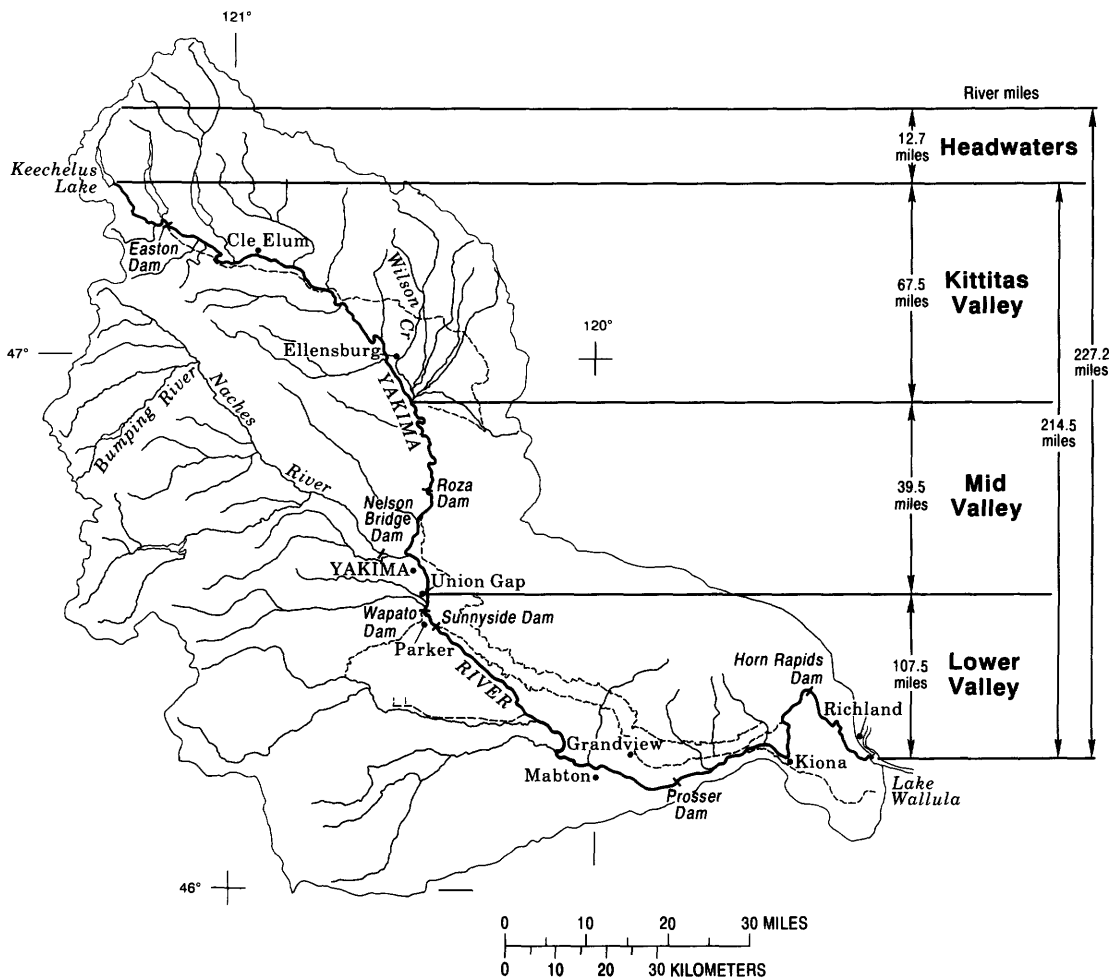 121°
River miles
12.7
miles
Headwaters
Keechelus
Lake
Easton
Dam
Cle Elum
Wilson Cr
67.5
miles
Kittitas
Valley
120°
47°
Ellensburg
227.2
miles
YAKIMA
Bumping River
Naches
River
214.5
miles
Roza
Dam
39.5
miles
Mid
Valley
Nelson
Bridge
Dam
YAKIMA
Union Gap
Wapato
Dam
Sunnyside Dam
Parker
RIVER
107.5
miles
Lower
Valley
Horn Rapids
Dam
Richland
Grandview
Mabton
Kiona
Prosser
Dam
Lake
Wallula
46°
0 10 20 30 MILES
0 10 20 30 KILOMETERS